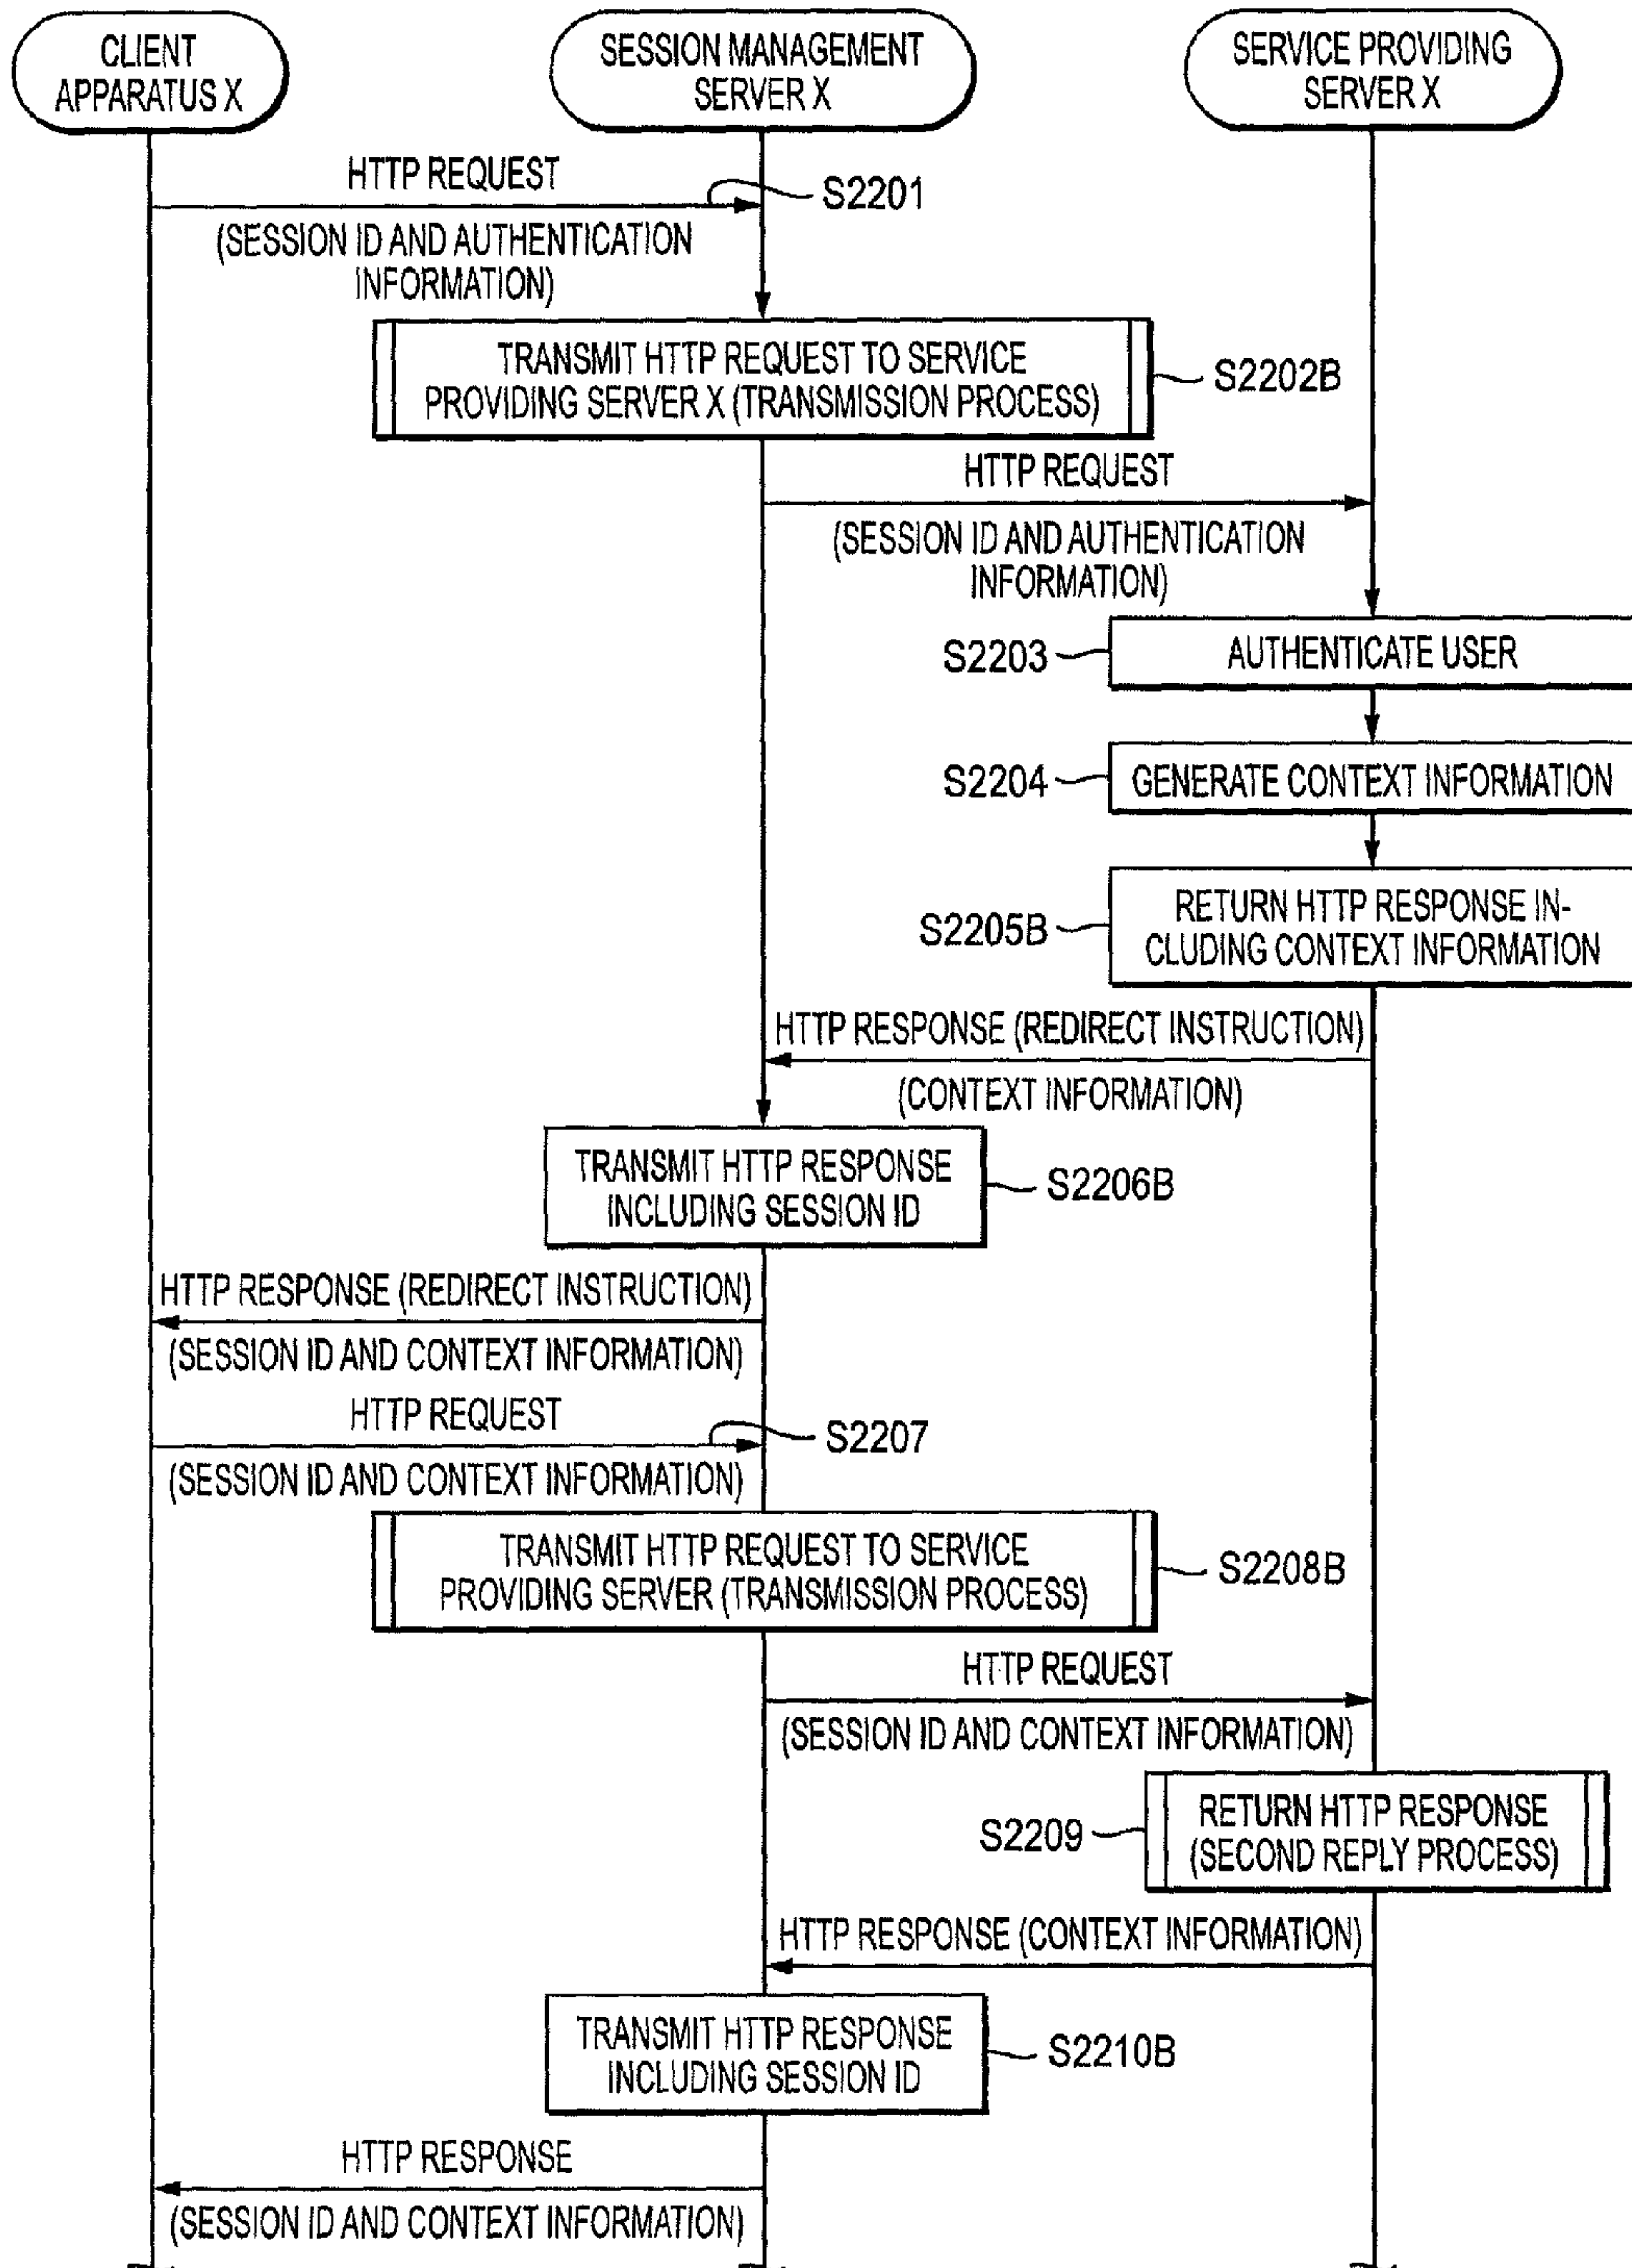 CLIENT
APPARATUS X
SESSION MANAGEMENT
SERVER X
SERVICE PROVIDING
SERVER X
HTTP REQUEST
S2201
(SESSION ID AND AUTHENTICATION
INFORMATION)
TRANSMIT HTTP REQUEST TO SERVICE
PROVIDING SERVER X (TRANSMISSION PROCESS)
S2202B
HTTP REQUEST
(SESSION ID AND AUTHENTICATION
INFORMATION)
S2203
AUTHENTICATE USER
S2204
GENERATE CONTEXT INFORMATION
S2205B
RETURN HTTP RESPONSE IN-
CLUDING CONTEXT INFORMATION
HTTP RESPONSE (REDIRECT INSTRUCTION)
(CONTEXT INFORMATION)
TRANSMIT HTTP RESPONSE
INCLUDING SESSION ID
S2206B
HTTP RESPONSE (REDIRECT INSTRUCTION)
(SESSION ID AND CONTEXT INFORMATION)
HTTP REQUEST
S2207
(SESSION ID AND CONTEXT INFORMATION)
TRANSMIT HTTP REQUEST TO SERVICE
PROVIDING SERVER (TRANSMISSION PROCESS)
S2208B
HTTP REQUEST
(SESSION ID AND CONTEXT INFORMATION)
S2209
RETURN HTTP RESPONSE
(SECOND REPLY PROCESS)
HTTP RESPONSE (CONTEXT INFORMATION)
TRANSMIT HTTP RESPONSE
INCLUDING SESSION ID
S2210B
HTTP RESPONSE
(SESSION ID AND CONTEXT INFORMATION)